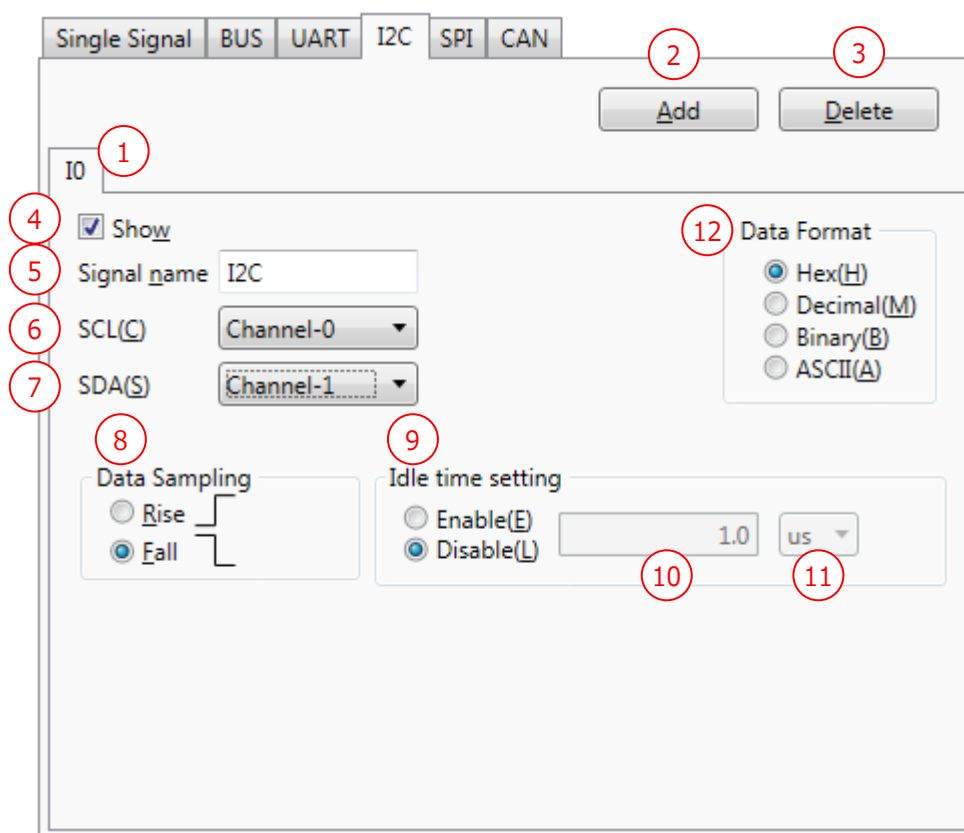 Single Signal BUS UART I2C SPI CAN
2 3
Add Delete
1
I0
4 Show
12 Data Format
5 Signal name I2C
Hex(H)
Decimal(M)
6 SCL(C) Channel-0
Binary(B)
ASCII(A)
7 SDA(S) Channel-1
8 9
Data Sampling Idle time setting
Rise Enable(E)
Fall Disable(L) 1.0 us
10 11